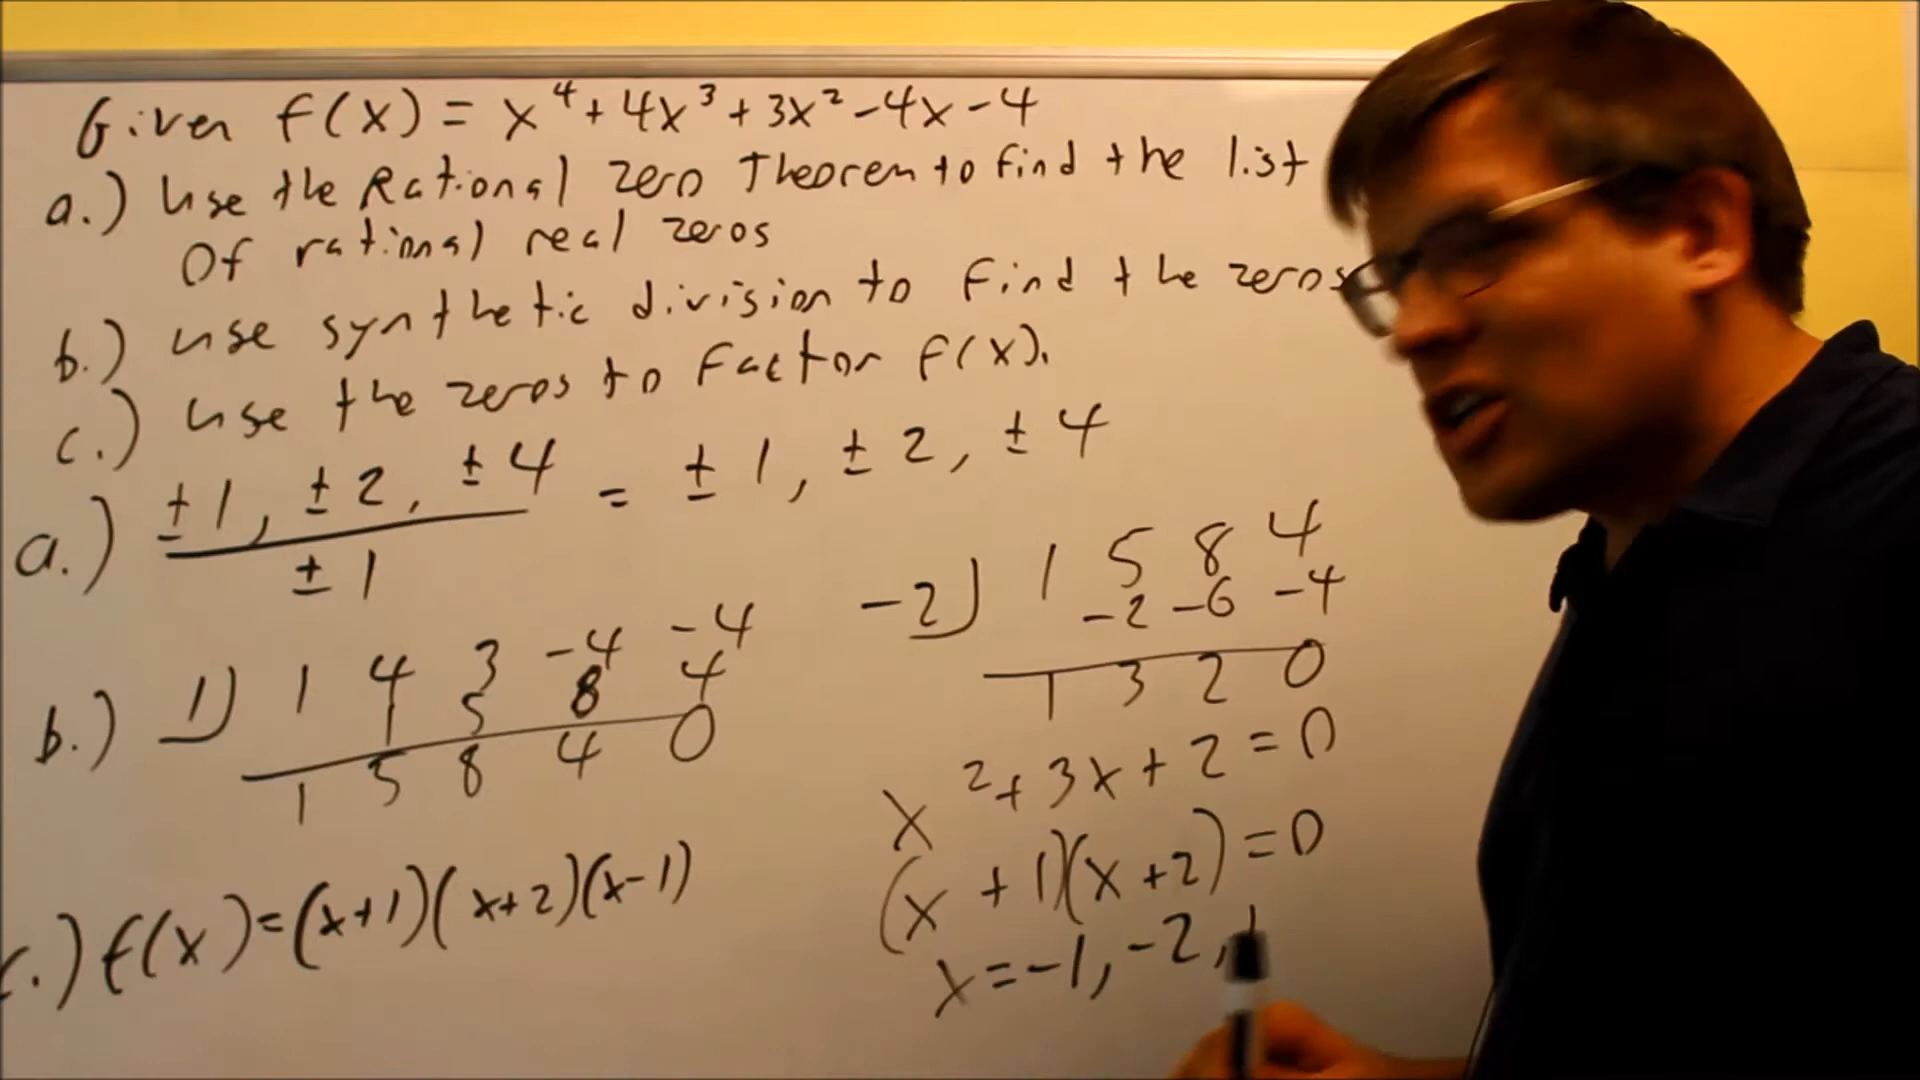 Given f(x) = x⁴ + 4x³ + 3x² - 4x - 4
a.) Use the Rational Zero Theorem to find the list
Of rational real zeros
b.) use synthetic division to find the zeros
c.) use the zeros to factor f(x).
a.) ±1, ±2, ±4 = ±1, ±2, ±4
±1
b.) 1) 1 4 3 -4 -4
1 5 8 4
1 5 8 4 0
-2) 1 5 8 4
-2 -6 -4
1 3 2 0
x² + 3x + 2 = 0
(x + 1)(x + 2) = 0
x = -1, -2, 1
c.) f(x) = (x+1)(x+2)(x-1)